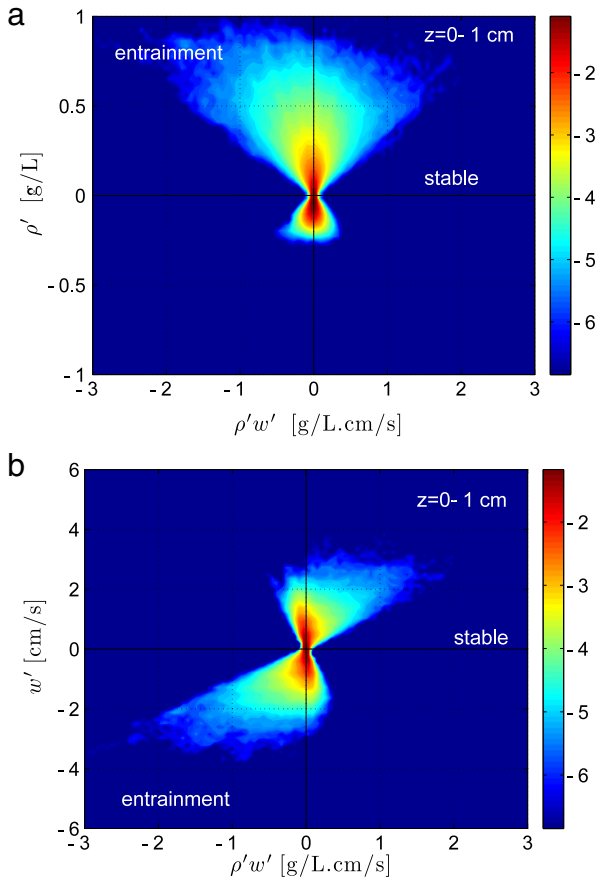 a
entrainment
z=0- 1 cm
stable
ρ′ [g/L]
1
0.5
0
-0.5
-1
-3 -2 -1 0 1 2 3
ρ′w′ [g/L.cm/s]
-2
-3
-4
-5
-6
b
z=0- 1 cm
stable
entrainment
w′ [cm/s]
6
4
2
0
-2
-4
-6
-3 -2 -1 0 1 2 3
ρ′w′ [g/L.cm/s]
-2
-3
-4
-5
-6